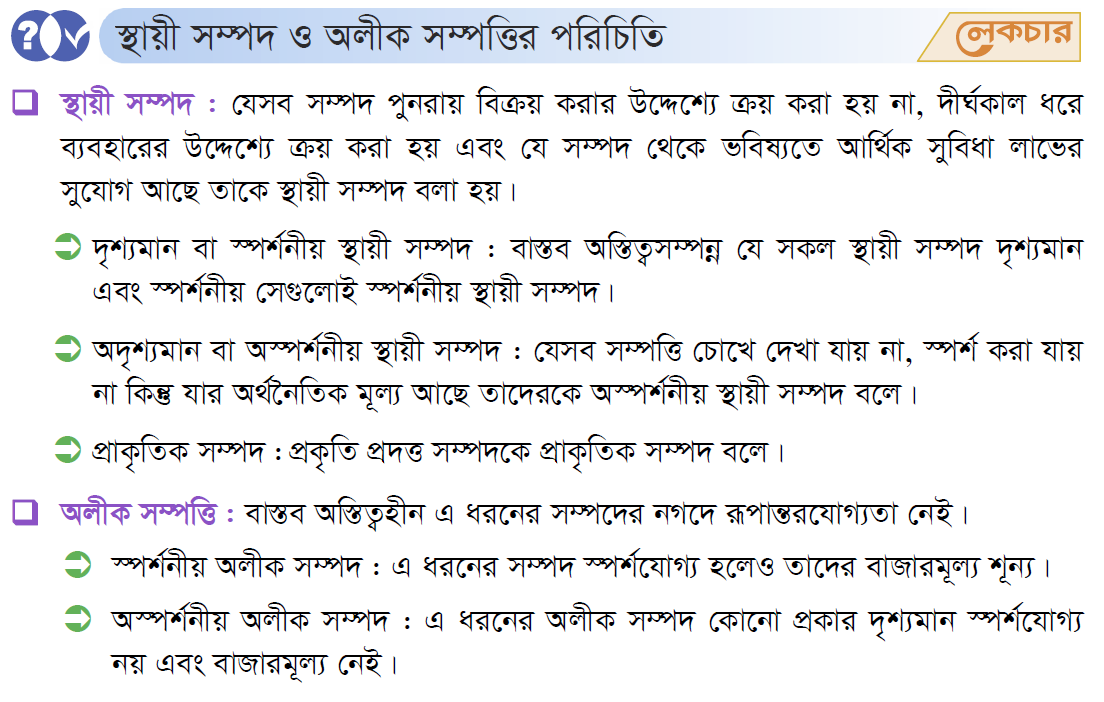 স্থায়ী সম্পদ ও অলীক সম্পত্তির পরিচিতি
লেকচার
স্থায়ী সম্পদ : যেসব সম্পদ পুনরায় বিক্রয় করার উদ্দেশ্যে ক্রয় করা হয় না, দীর্ঘকাল ধরে
ব্যবহারের উদ্দেশ্যে ক্রয় করা হয় এবং যে সম্পদ থেকে ভবিষ্যতে আর্থিক সুবিধা লাভের
সুযোগ আছে তাকে স্থায়ী সম্পদ বলা হয়।
দৃশ্যমান বা স্পর্শনীয় স্থায়ী সম্পদ : বাস্তব অস্তিত্বসম্পন্ন যে সকল স্থায়ী সম্পদ দৃশ্যমান
এবং স্পর্শনীয় সেগুলোই স্পর্শনীয় স্থায়ী সম্পদ।
অদৃশ্যমান বা অস্পর্শনীয় স্থায়ী সম্পদ : যেসব সম্পত্তি চোখে দেখা যায় না, স্পর্শ করা যায়
না কিন্তু যার অর্থনৈতিক মূল্য আছে তাদেরকে অস্পর্শনীয় স্থায়ী সম্পদ বলে।
প্রাকৃতিক সম্পদ : প্রকৃতি প্রদত্ত সম্পদকে প্রাকৃতিক সম্পদ বলে।
অলীক সম্পত্তি : বাস্তব অস্তিত্বহীন এ ধরনের সম্পদের নগদে রূপান্তরযোগ্যতা নেই।
স্পর্শনীয় অলীক সম্পদ : এ ধরনের সম্পদ স্পর্শযোগ্য হলেও তাদের বাজারমূল্য শূন্য।
অস্পর্শনীয় অলীক সম্পদ : এ ধরনের অলীক সম্পদ কোনো প্রকার দৃশ্যমান স্পর্শযোগ্য
নয় এবং বাজারমূল্য নেই।